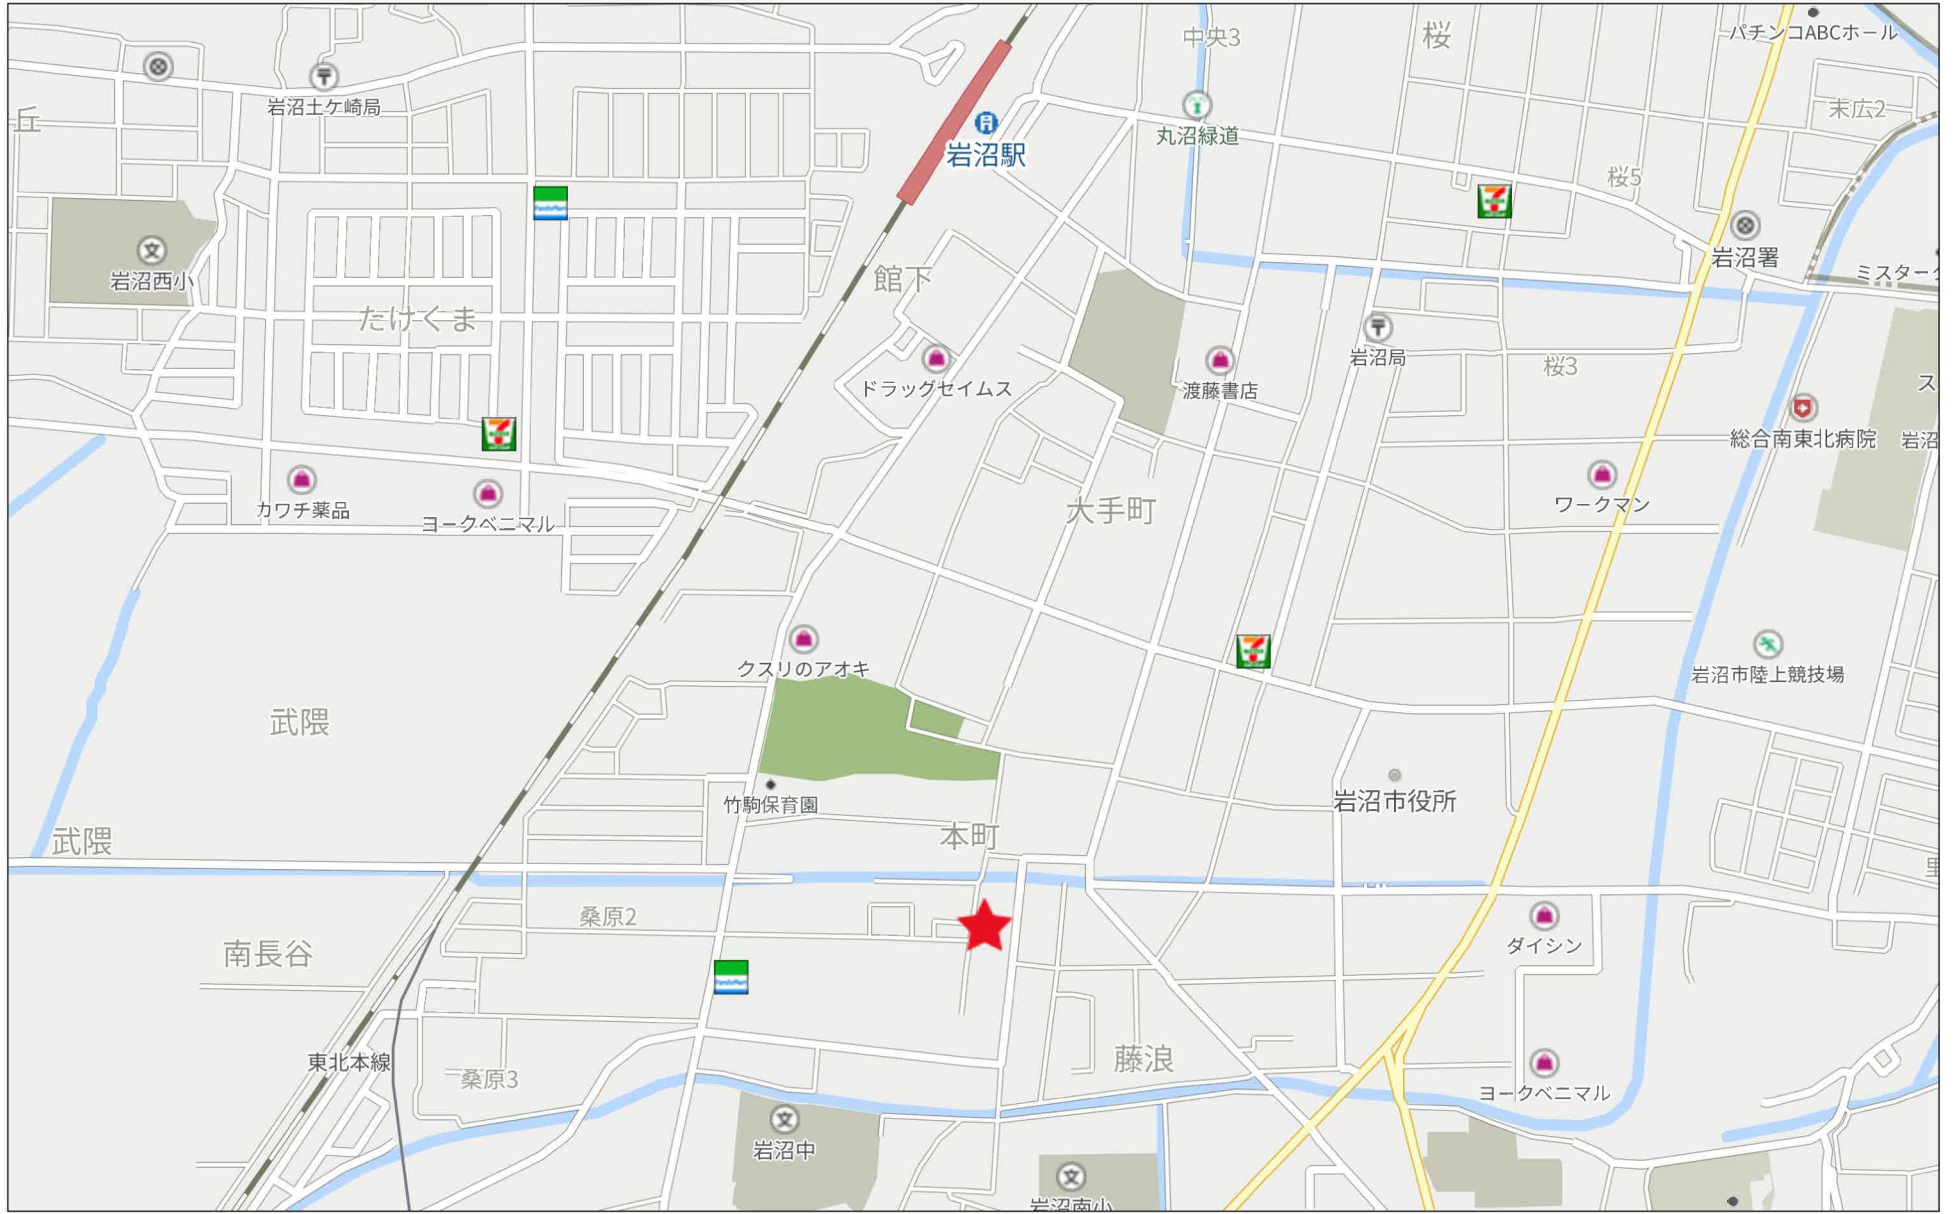 中央3
桜
パチンコABCホール
岩沼土ケ崎局
丘
末広2
丸沼緑道
岩沼駅
桜5
岩沼西小
館下
岩沼署
ミスター
たけくま
岩沼局
桜3
ドラッグセイムス
渡藤書店
ス
総合南東北病院
岩沼
カワチ薬品
ヨークベニマル
大手町
ワークマン
クスリのアオキ
岩沼市陸上競技場
武隈
竹駒保育園
岩沼市役所
武隈
本町
里
桑原2
南長谷
ダイシン
東北本線
桑原3
藤浪
ヨークベニマル
岩沼中
岩沼南小